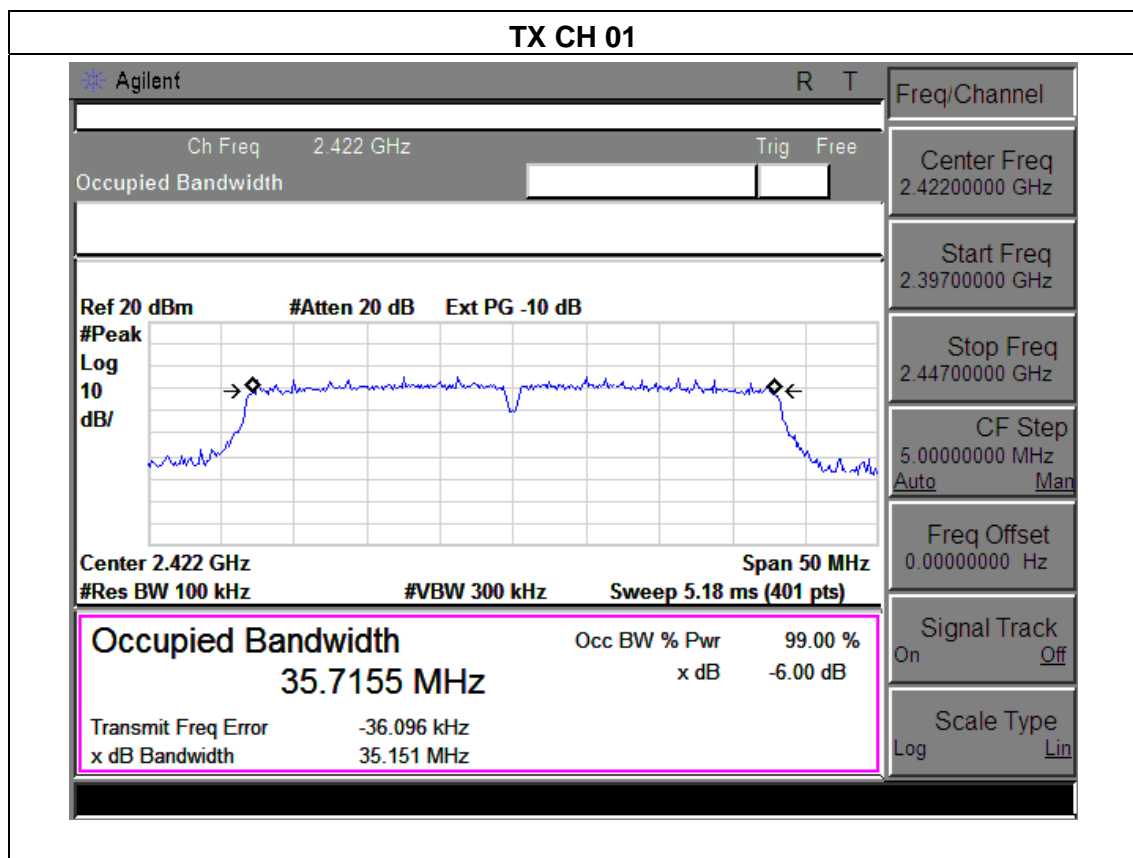 TX CH 01
Agilent R T
Ch Freq 2.422 GHz Trig Free
Occupied Bandwidth
Ref 20 dBm #Atten 20 dB Ext PG -10 dB
#Peak
Log
10
dB/
Center 2.422 GHz Span 50 MHz
#Res BW 100 kHz #VBW 300 kHz Sweep 5.18 ms (401 pts)
Occupied Bandwidth Occ BW % Pwr 99.00 %
35.7155 MHz x dB -6.00 dB
Transmit Freq Error -36.096 kHz
x dB Bandwidth 35.151 MHz
Freq/Channel
Center Freq
2.42200000 GHz
Start Freq
2.39700000 GHz
Stop Freq
2.44700000 GHz
CF Step
5.00000000 MHz
Auto Man
Freq Offset
0.00000000 Hz
Signal Track
On Off
Scale Type
Log Lin